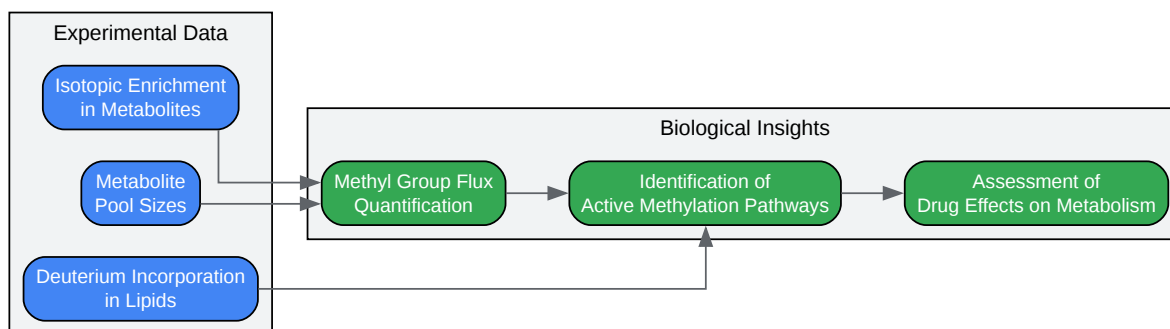 Experimental Data
Isotopic Enrichment
in Metabolites
Metabolite
Pool Sizes
Deuterium Incorporation
in Lipids
Biological Insights
Methyl Group Flux
Quantification
Identification of
Active Methylation Pathways
Assessment of
Drug Effects on Metabolism